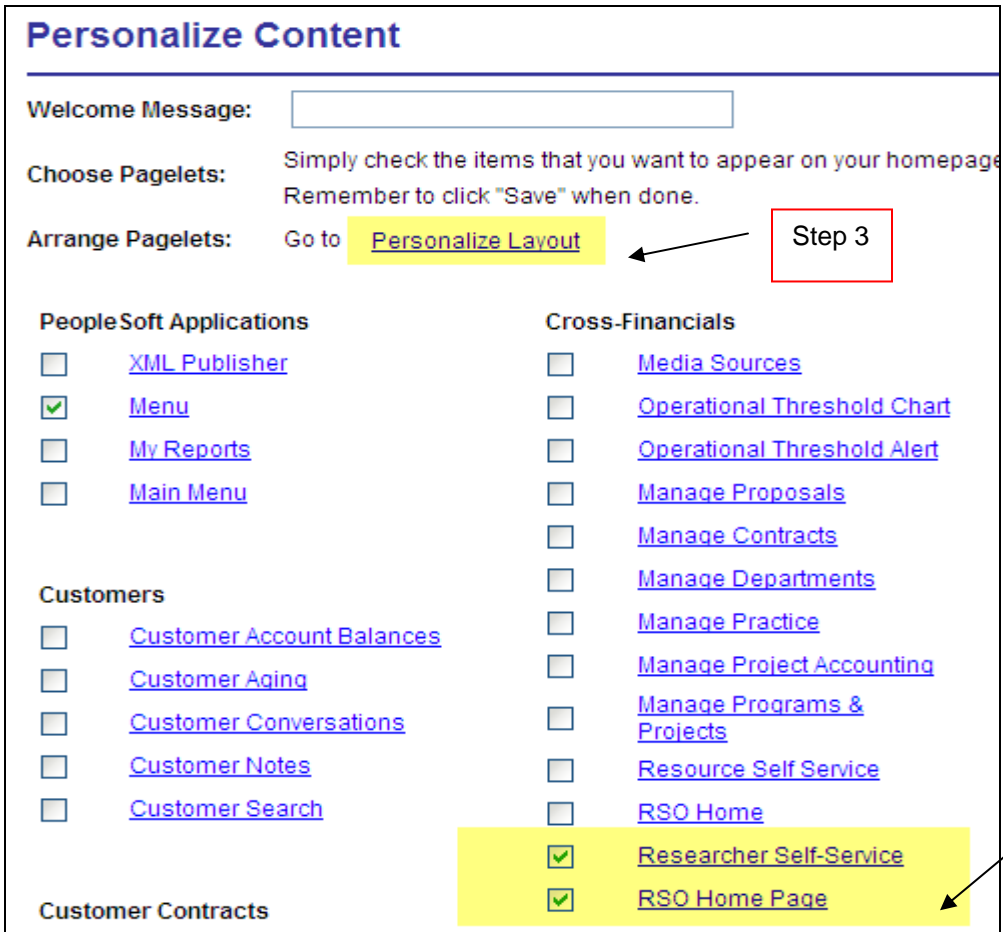 Personalize Content
Welcome Message:
Choose Pagelets:
Simply check the items that you want to appear on your homepage
Remember to click "Save" when done.
Arrange Pagelets: Go to Personalize Layout
Step 3
PeopleSoft Applications
XML Publisher
Menu
My Reports
Main Menu
Customers
Customer Account Balances
Customer Aging
Customer Conversations
Customer Notes
Customer Search
Customer Contracts
Cross-Financials
Media Sources
Operational Threshold Chart
Operational Threshold Alert
Manage Proposals
Manage Contracts
Manage Departments
Manage Practice
Manage Project Accounting
Manage Programs &
Projects
Resource Self Service
RSO Home
Researcher Self-Service
RSO Home Page